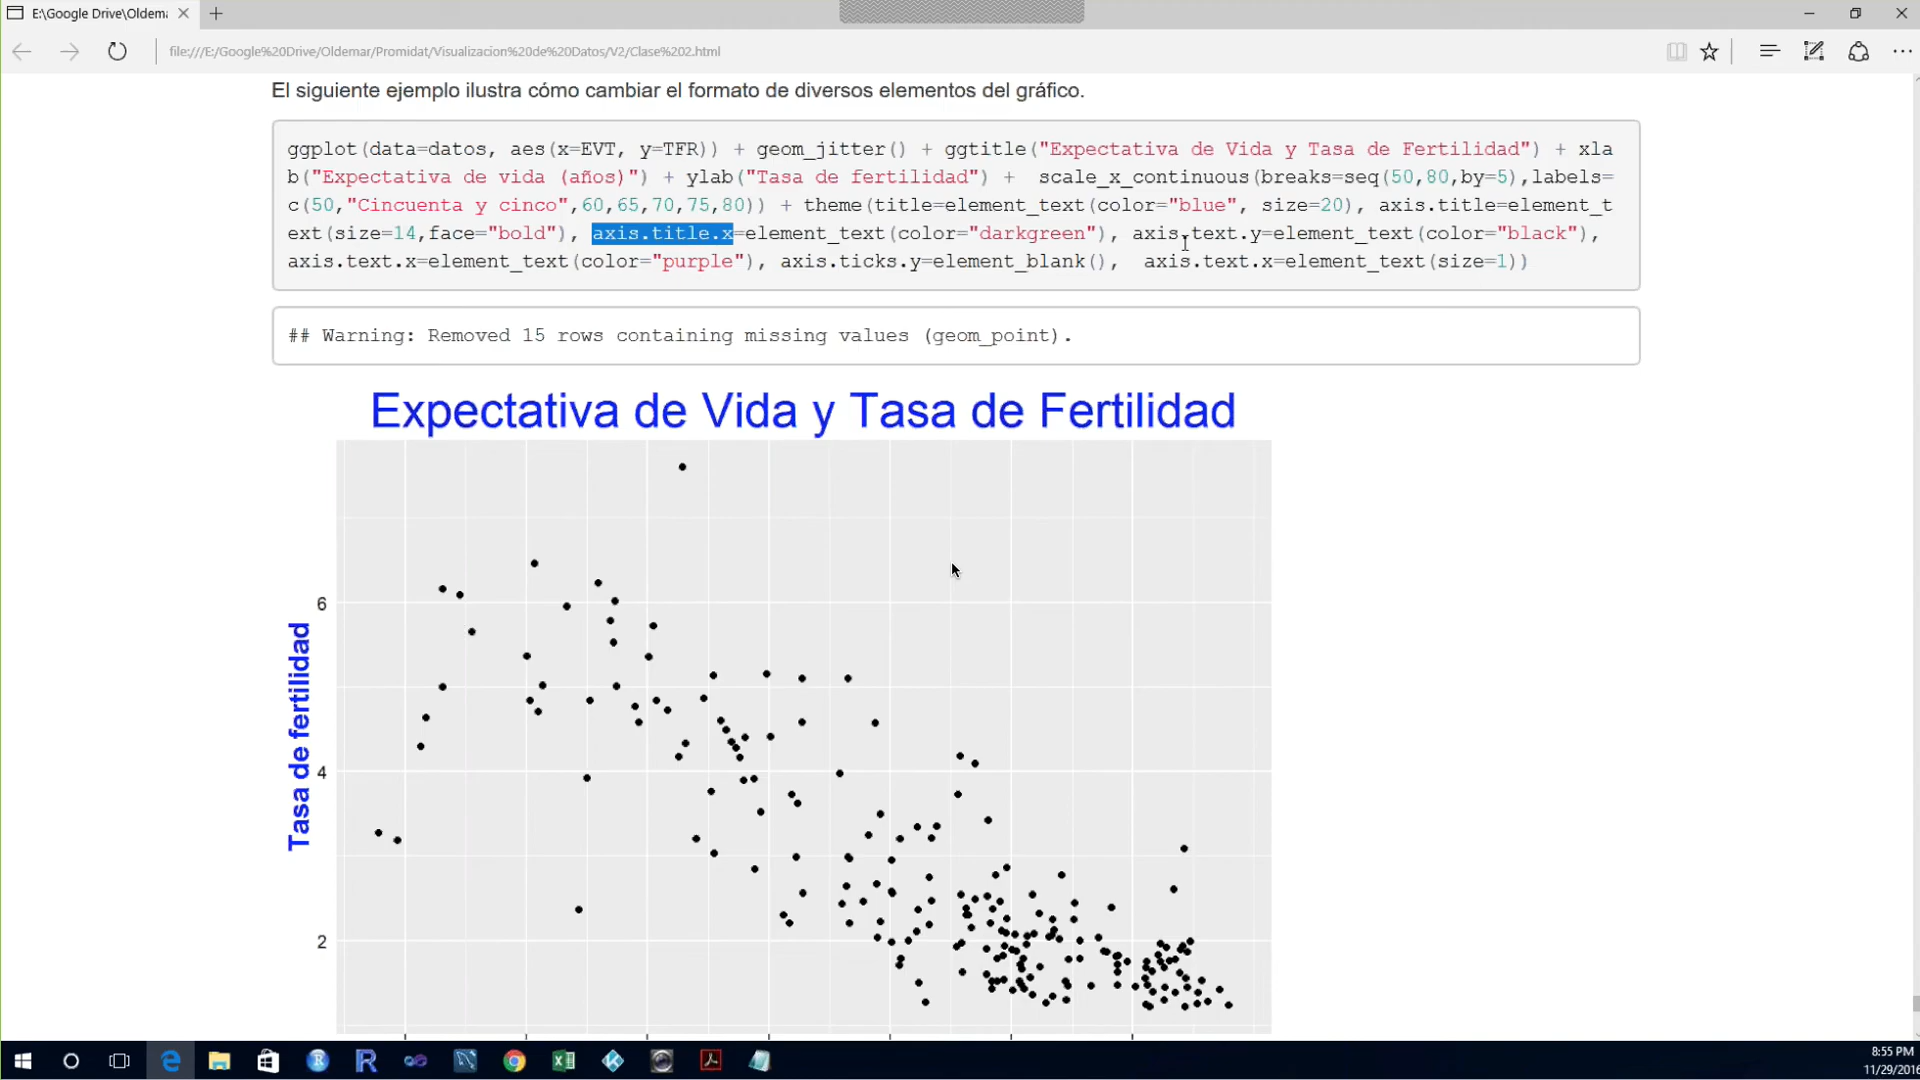 E:\Google Drive\Oldema
file:///E:/Google%20Drive/Oldemar/Promidat/Visualizacion%20de%20Datos/V2/Clase%202.html
El siguiente ejemplo ilustra cómo cambiar el formato de diversos elementos del gráfico.
ggplot(data=datos, aes(x=EVT, y=TFR)) + geom_jitter() + ggtitle("Expectativa de Vida y Tasa de Fertilidad") + xla
b("Expectativa de vida (años)") + ylab("Tasa de fertilidad") +  scale_x_continuous(breaks=seq(50,80,by=5),labels=
c(50,"Cincuenta y cinco",60,65,70,75,80)) + theme(title=element_text(color="blue", size=20), axis.title=element_t
ext(size=14,face="bold"), axis.title.x=element_text(color="darkgreen"), axis.text.y=element_text(color="black"),
axis.text.x=element_text(color="purple"), axis.ticks.y=element_blank(),  axis.text.x=element_text(size=1))
## Warning: Removed 15 rows containing missing values (geom_point).
Expectativa de Vida y Tasa de Fertilidad
6
4
2
Tasa de fertilidad
8:55 PM
11/29/2016